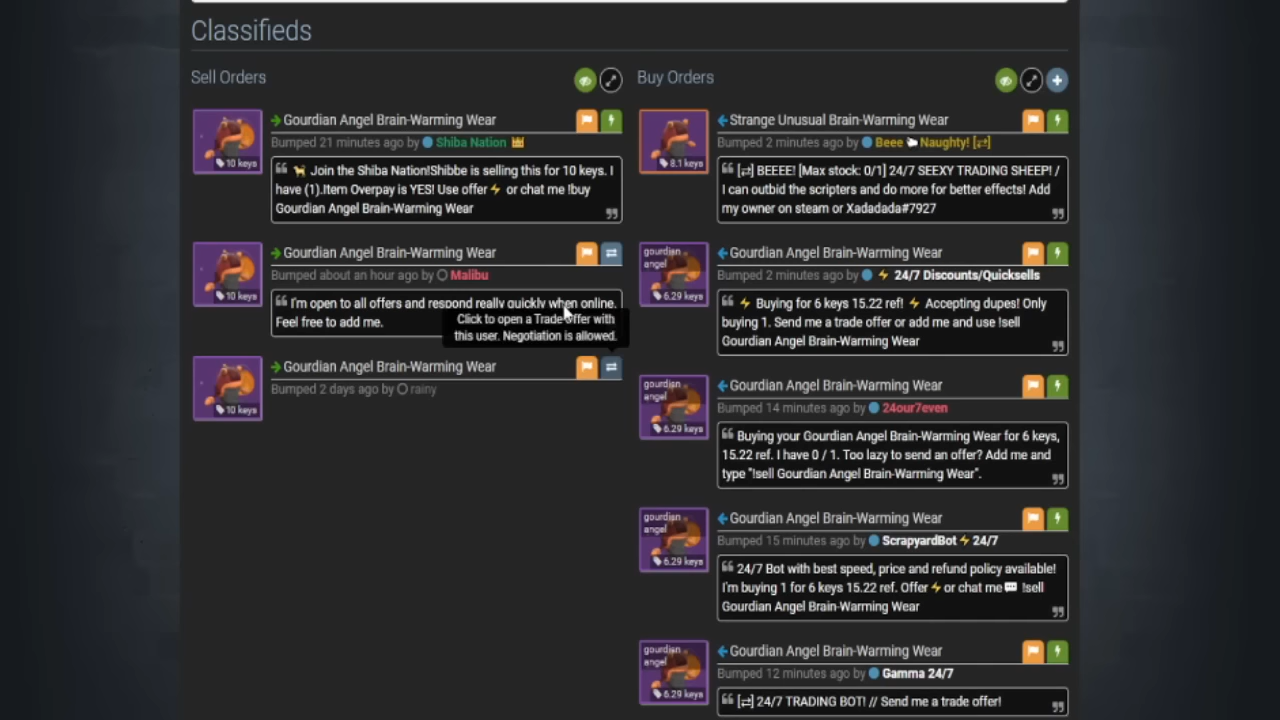 Classifieds
Sell Orders
Gourdian Angel Brain-Warming Wear
10 keys
Bumped 21 minutes ago by Shiba Nation
Join the Shiba Nation!Shibbe is selling this for 10 keys. I
have (1).Item Overpay is YES! Use offer⚡ or chat me !buy
Gourdian Angel Brain-Warming Wear
Gourdian Angel Brain-Warming Wear
10 keys
Bumped about an hour ago by Malibu
I'm open to all offers and respond really quickly when online.
Feel free to add me.
Click to open a Trade Offer with
this user. Negotiation is allowed.
Gourdian Angel Brain-Warming Wear
10 keys
Bumped 2 days ago by rainy
Buy Orders
Strange Unusual Brain-Warming Wear
8.1 keys
Bumped 2 minutes ago by Beee Naughty! [⇄]
[⇄] BEEEE! [Max stock: 0/1] 24/7 SEEXY TRADING SHEEP! /
I can outbid the scripters and do more for better effects! Add
my owner on steam or Xadadada#7927
gourdian
angel
6.29 keys
Gourdian Angel Brain-Warming Wear
Bumped 2 minutes ago by ⚡ 24/7 Discounts/Quicksells
⚡ Buying for 6 keys 15.22 ref! ⚡ Accepting dupes! Only
buying 1. Send me a trade offer or add me and use !sell
Gourdian Angel Brain-Warming Wear
gourdian
angel
6.29 keys
Gourdian Angel Brain-Warming Wear
Bumped 14 minutes ago by 24our7even
Buying your Gourdian Angel Brain-Warming Wear for 6 keys,
15.22 ref. I have 0 / 1. Too lazy to send an offer? Add me and
type "!sell Gourdian Angel Brain-Warming Wear".
gourdian
angel
6.29 keys
Gourdian Angel Brain-Warming Wear
Bumped 15 minutes ago by ScrapyardBot ⚡ 24/7
24/7 Bot with best speed, price and refund policy available!
I'm buying 1 for 6 keys 15.22 ref. Offer ⚡ or chat me 💬 !sell
Gourdian Angel Brain-Warming Wear
gourdian
angel
6.29 keys
Gourdian Angel Brain-Warming Wear
Bumped 12 minutes ago by Gamma 24/7
[⇄] 24/7 TRADING BOT! // Send me a trade offer!